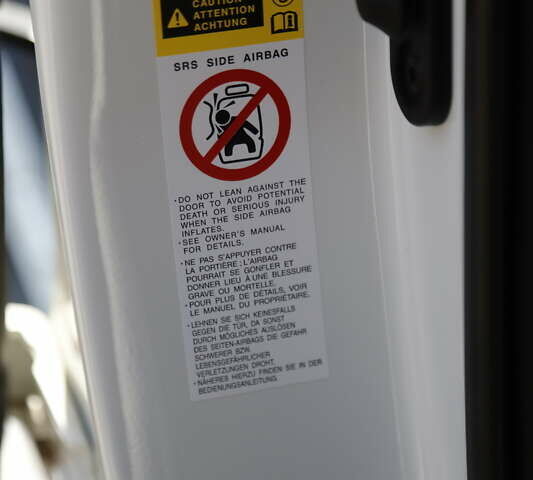 CAUTION
ATTENTION
ACHTUNG
SRS SIDE AIRBAG
·DO NOT LEAN AGAINST THE
DOOR TO AVOID POTENTIAL
DEATH OR SERIOUS INJURY
WHEN THE SIDE AIRBAG
INFLATES.
·SEE OWNER'S MANUAL
FOR DETAILS.
·NE PAS S'APPUYER CONTRE
LA PORTIÈRE ; L'AIRBAG
POURRAIT SE GONFLER ET
DONNER LIEU À UNE BLESSURE
GRAVE OU MORTELLE.
·POUR PLUS DE DÉTAILS, VOIR
LE MANUEL DU PROPRIÉTAIRE.
·LEHNEN SIE SICH KEINESFALLS
GEGEN DIE TÜR, DA SONST
DURCH MÖGLICHES AUSLÖSEN
DES SEITEN-AIRBAGS DIE GEFAHR
SCHWERER BZW.
LEBENSGEFÄHRLICHER
VERLETZUNGEN DROHT.
·NÄHERES HIERZU FINDEN SIE IN DER
BEDIENUNGSANLEITUNG.